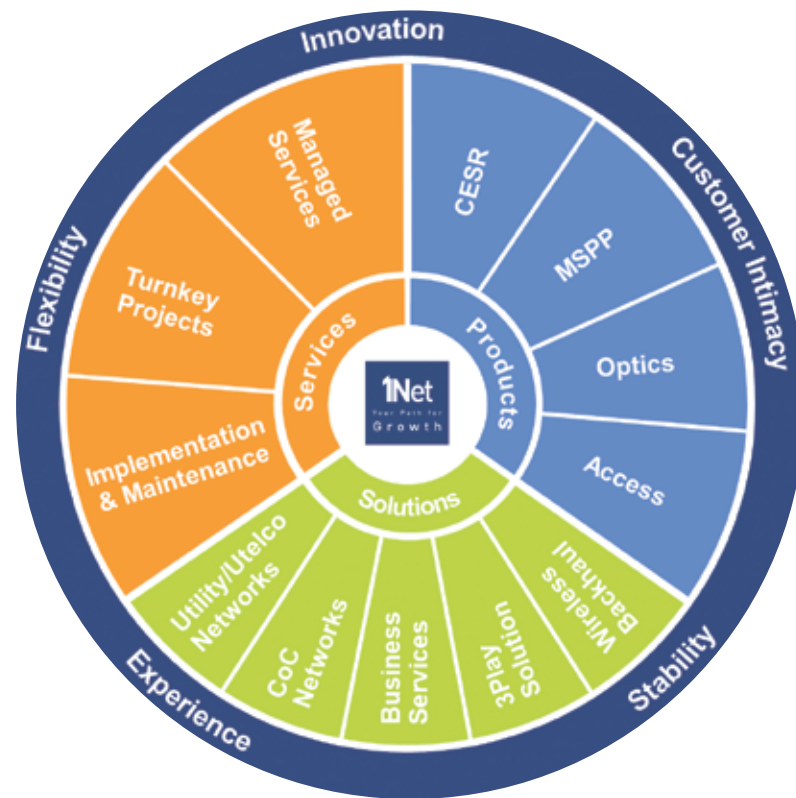 Innovation
Customer Intimacy
Stability
Experience
Flexibility
Managed
Services
Turnkey
Projects
Implementation
& Maintenance
Services
CESR
MSPP
Optics
Access
Products
Utility/Utelco
Networks
CoC
Networks
Business
Services
3Play
Solution
Wireless
Backhaul
Solutions
1Net
Your Path for
Growth